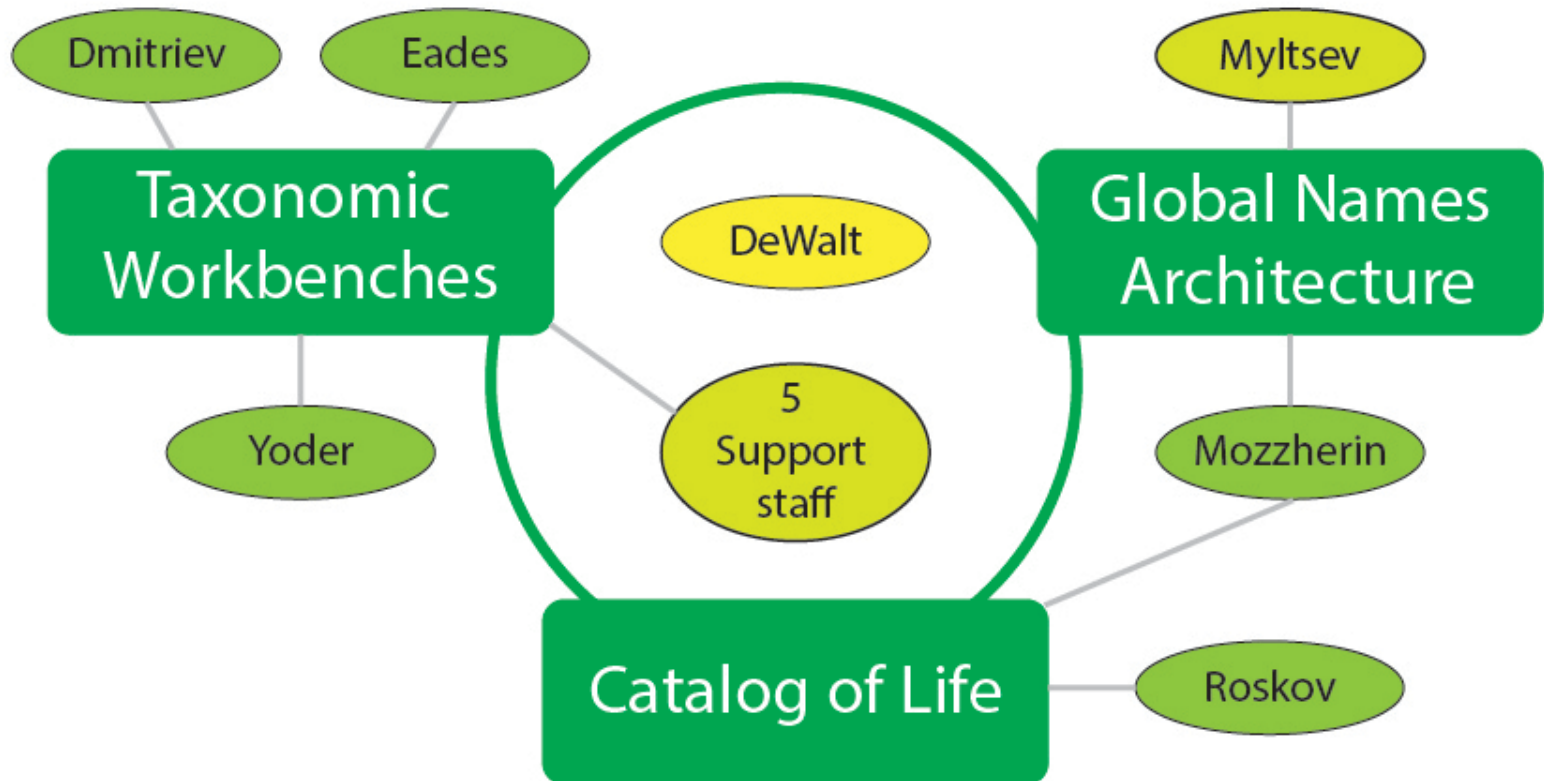 Dmitriev
Eades
Myltsev
Taxonomic
Workbenches
DeWalt
Global Names
Architecture
5
Support
staff
Yoder
Mozzherin
Catalog of Life
Roskov